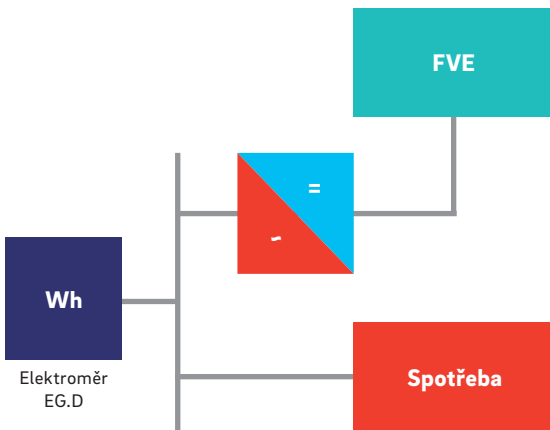 FVE
=
~
Wh
Elektroměr
EG.D
Spotřeba